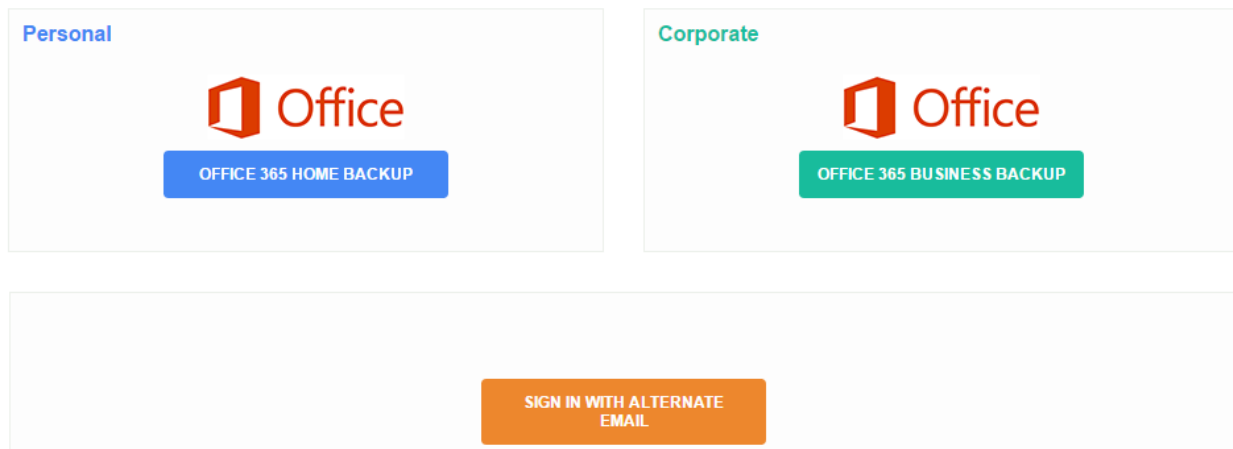 Personal
Corporate
Office
Office
OFFICE 365 HOME BACKUP
OFFICE 365 BUSINESS BACKUP
SIGN IN WITH ALTERNATE
EMAIL